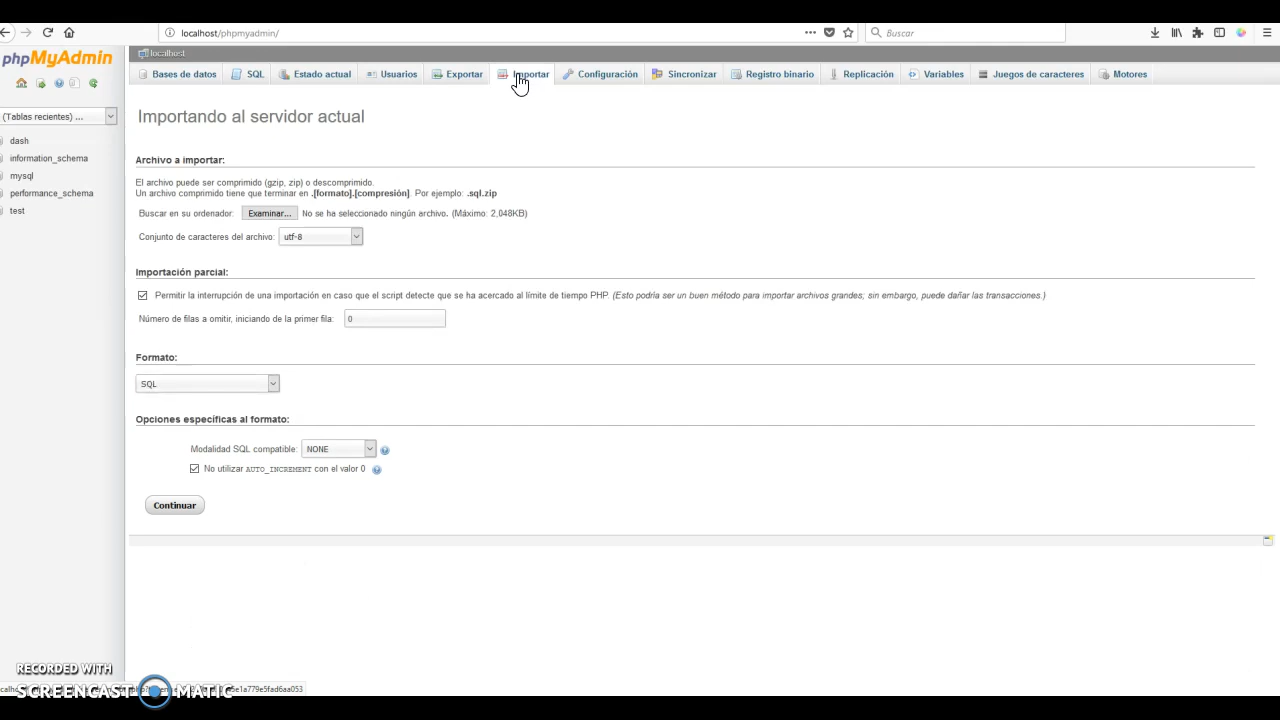 localhost/phpmyadmin/
Buscar
phpMyAdmin
localhost
Bases de datos
SQL
Estado actual
Usuarios
Exportar
Importar
Configuración
Sincronizar
Registro binario
Replicación
Variables
Juegos de caracteres
Motores
(Tablas recientes) ...
dash
information_schema
mysql
performance_schema
test
Importando al servidor actual
Archivo a importar:
El archivo puede ser comprimido (gzip, zip) o descomprimido.
Un archivo comprimido tiene que terminar en .[formato].[compresión]. Por ejemplo: .sql.zip
Buscar en su ordenador: Examinar... No se ha seleccionado ningún archivo. (Máximo: 2,048KB)
Conjunto de caracteres del archivo: utf-8
Importación parcial:
Permitir la interrupción de una importación en caso que el script detecte que se ha acercado al límite de tiempo PHP. (Esto podría ser un buen método para importar archivos grandes; sin embargo, puede dañar las transacciones.)
Número de filas a omitir, iniciando de la primer fila: 0
Formato:
SQL
Opciones específicas al formato:
Modalidad SQL compatible: NONE
No utilizar AUTO_INCREMENT con el valor 0
Continuar
RECORDED WITH
SCREENCAST MATIC